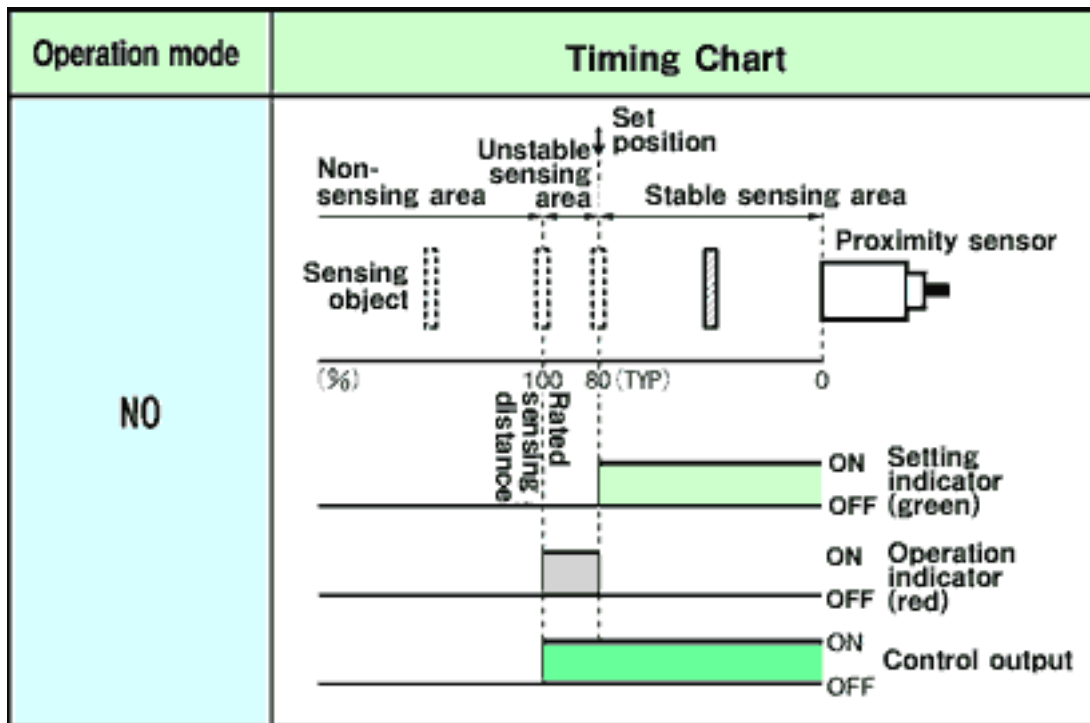 Operation mode
Timing Chart
NO
Set
position
Unstable
sensing
area
Non-
sensing area
Stable sensing area
Proximity sensor
Sensing
object
(%)
100
80 (TYP)
0
Rated
sensing
distance
ON
OFF
Setting
indicator
(green)
ON
OFF
Operation
indicator
(red)
ON
OFF
Control output